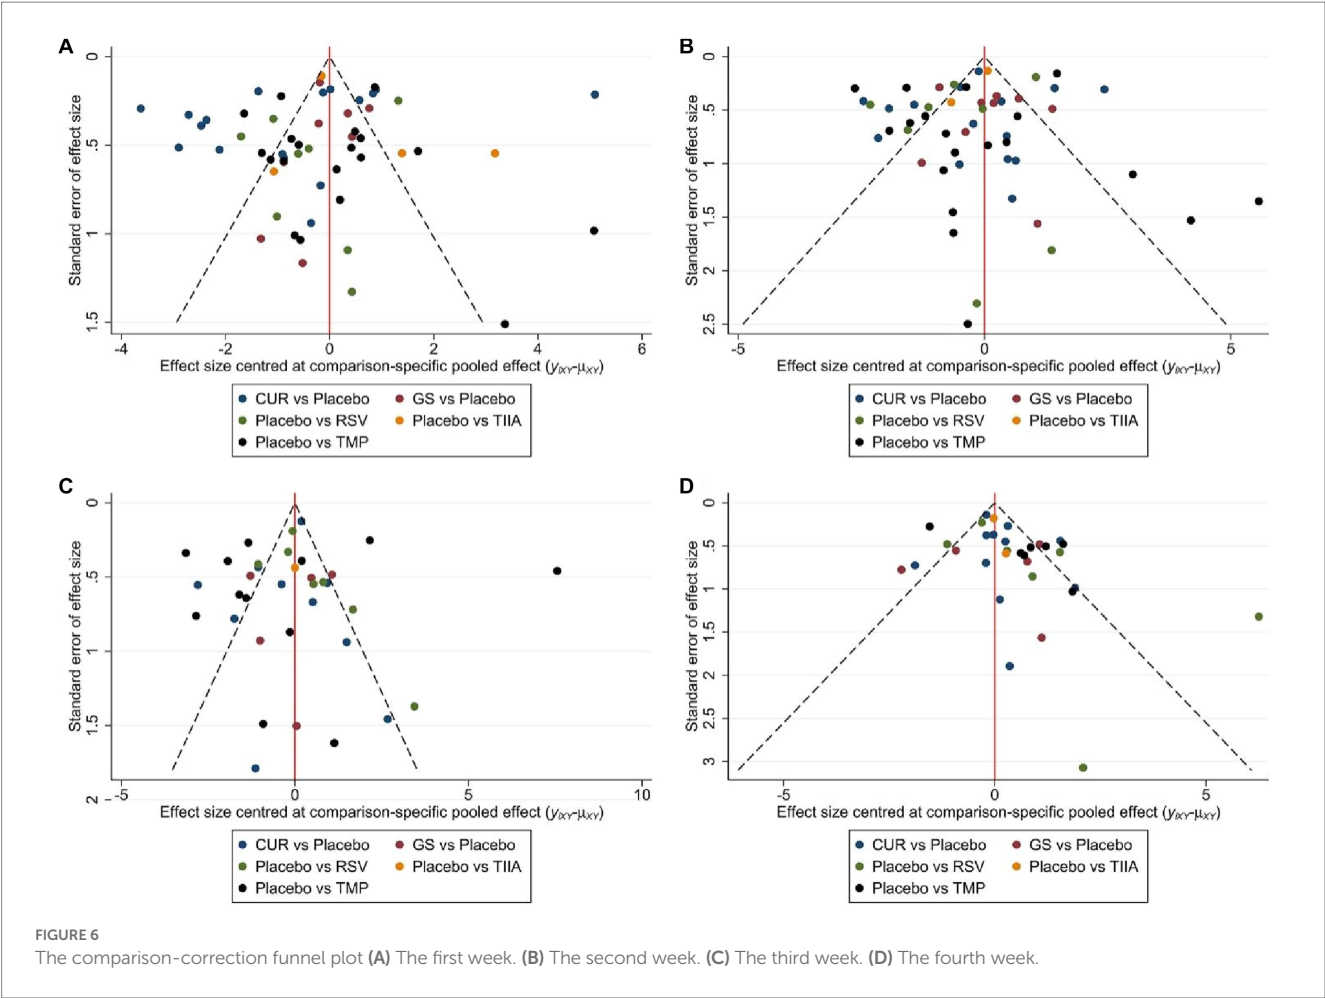 A
0
.5
1
1.5
Standard error of effect size
-4
-2
0
2
4
6
Effect size centred at comparison-specific pooled effect (yiXY-μXY)
CUR vs Placebo
GS vs Placebo
Placebo vs RSV
Placebo vs TIIA
Placebo vs TMP
B
0
.5
1
1.5
2
2.5
Standard error of effect size
-5
0
5
Effect size centred at comparison-specific pooled effect (yiXY-μXY)
CUR vs Placebo
GS vs Placebo
Placebo vs RSV
Placebo vs TIIA
Placebo vs TMP
C
0
.5
1
1.5
2
Standard error of effect size
-5
0
5
10
Effect size centred at comparison-specific pooled effect (yiXY-μXY)
CUR vs Placebo
GS vs Placebo
Placebo vs RSV
Placebo vs TIIA
Placebo vs TMP
D
0
.5
1
1.5
2
2.5
3
Standard error of effect size
-5
0
5
Effect size centred at comparison-specific pooled effect (yiXY-μXY)
CUR vs Placebo
GS vs Placebo
Placebo vs RSV
Placebo vs TIIA
Placebo vs TMP
FIGURE 6
The comparison-correction funnel plot (A) The first week. (B) The second week. (C) The third week. (D) The fourth week.